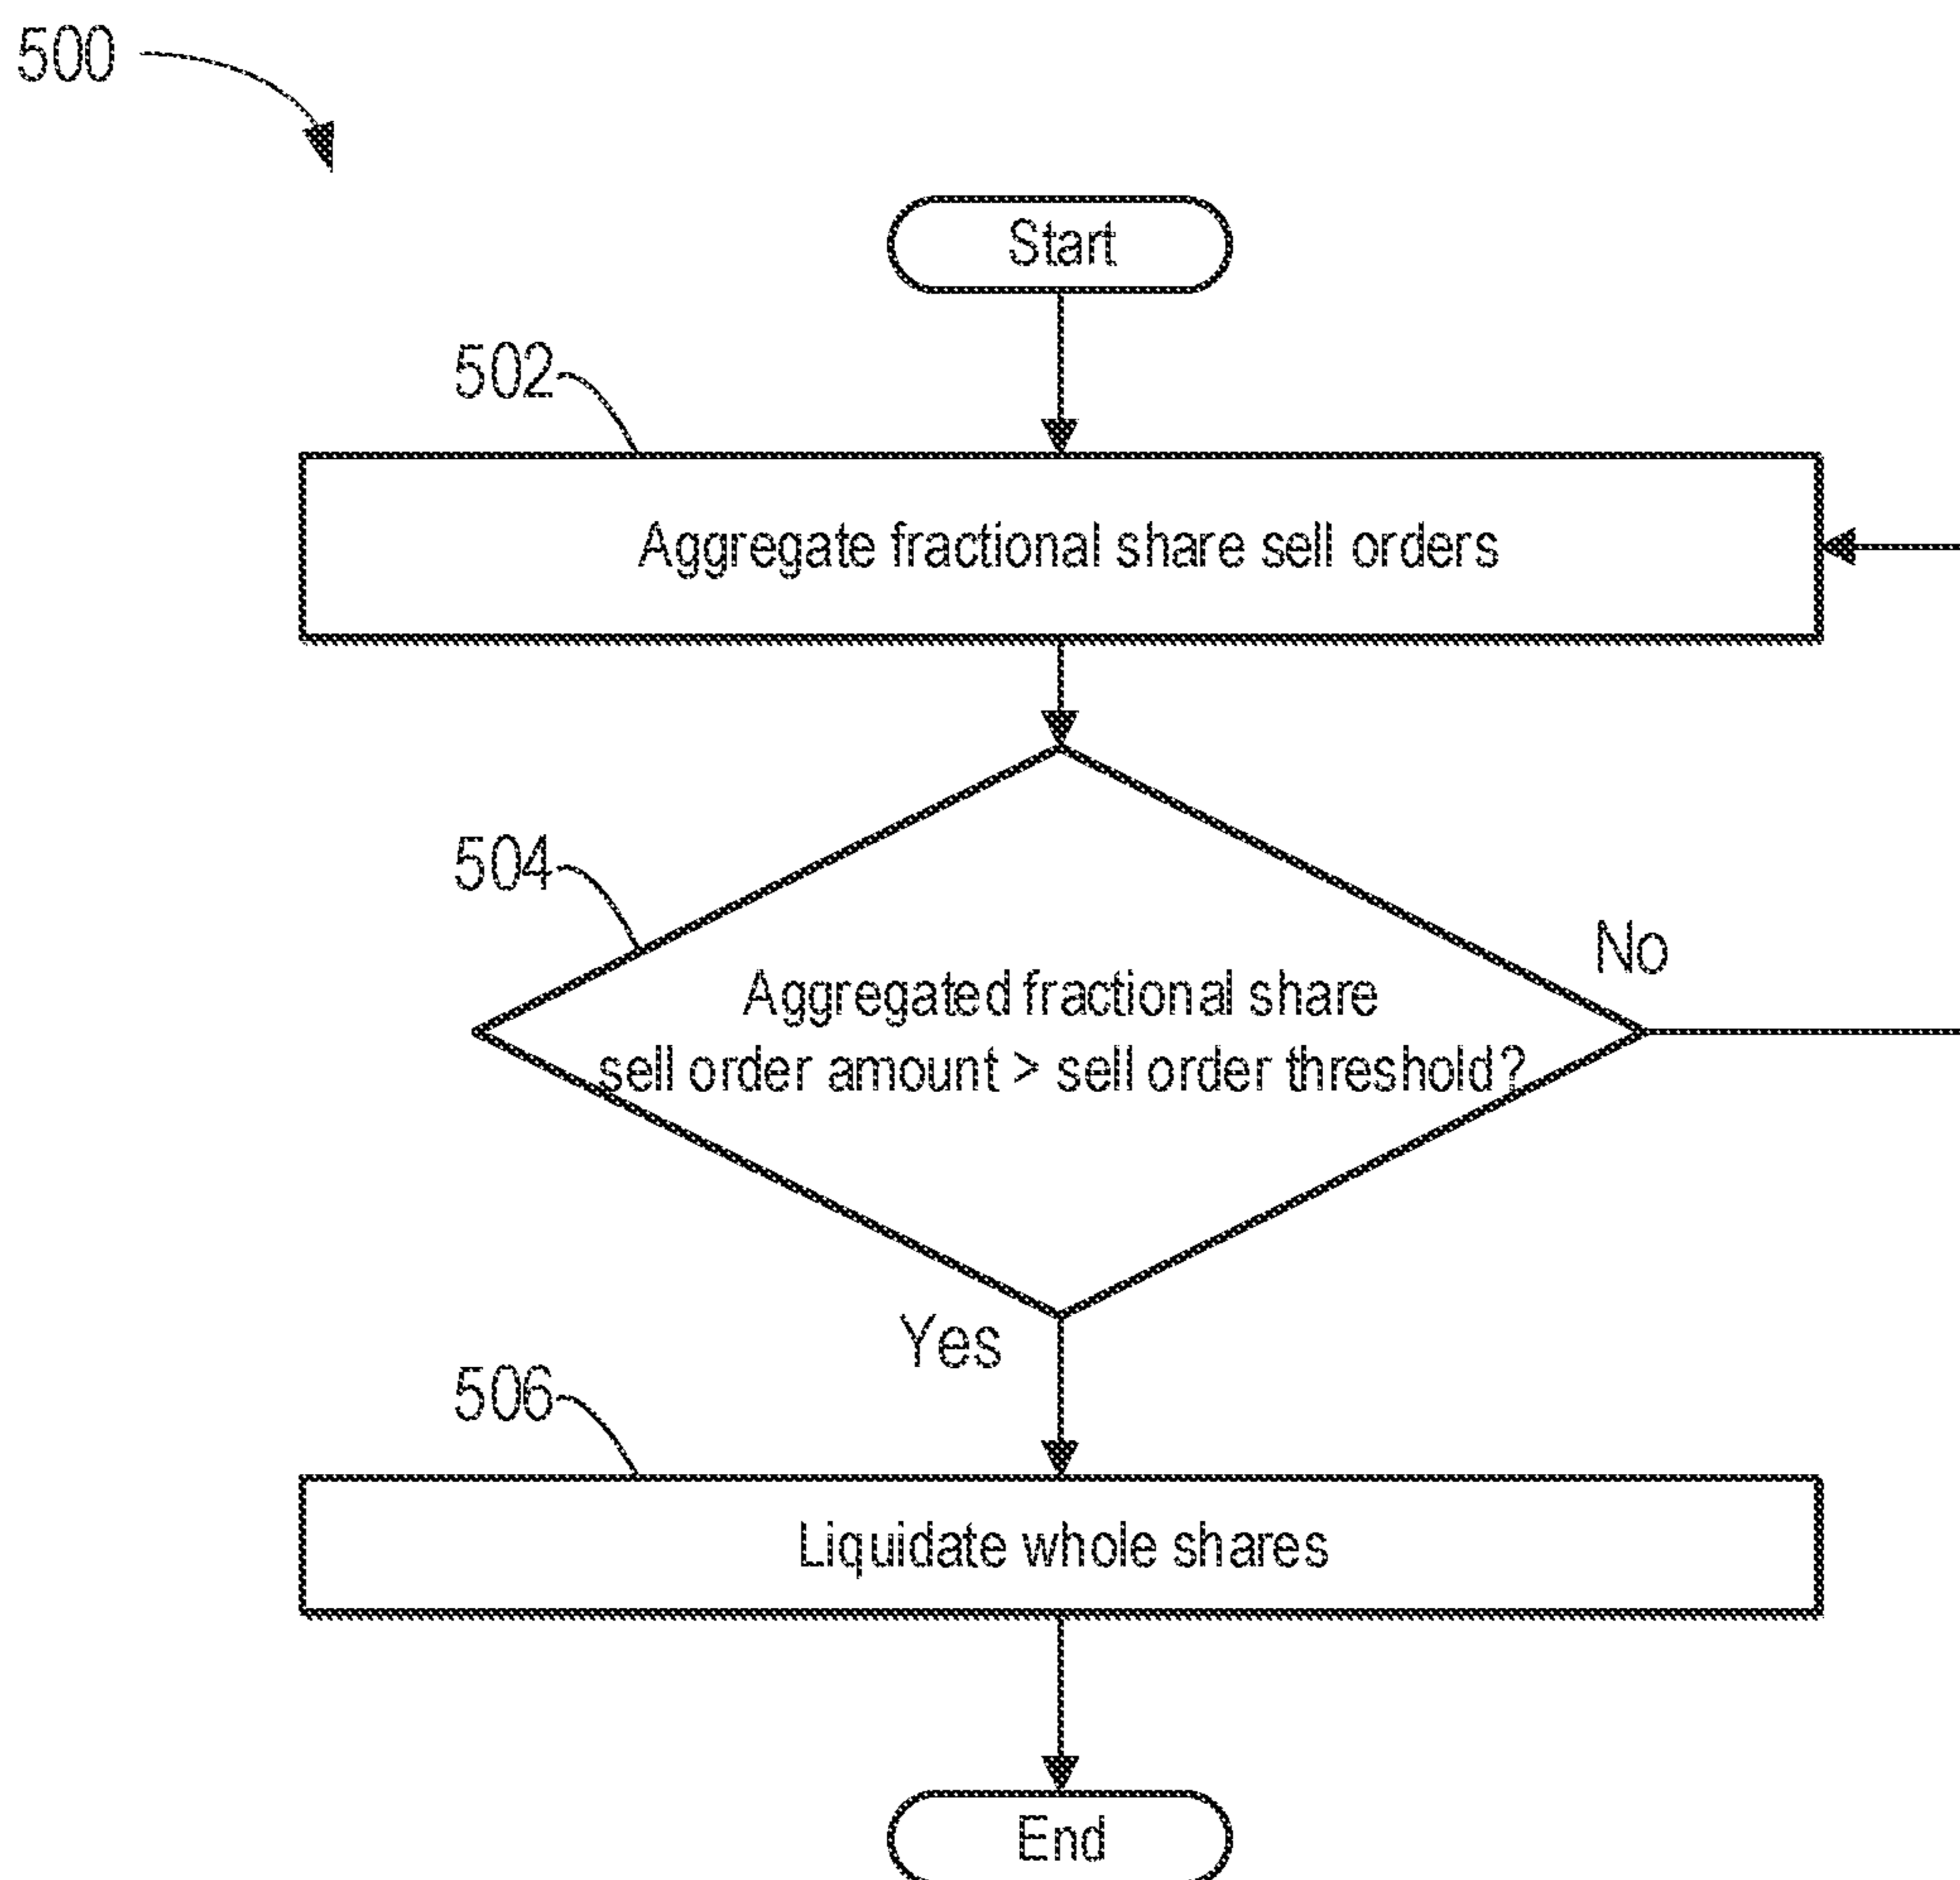 500
Start
502
Aggregate fractional share sell orders
504
No
Aggregated fractional share
sell order amount > sell order threshold?
Yes
506
Liquidate whole shares
End